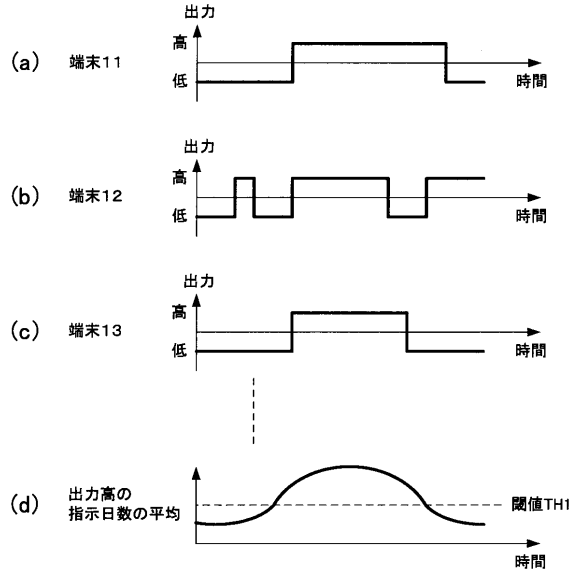 出力
(a) 端末11
高
低
時間
出力
(b) 端末12
高
低
時間
出力
(c) 端末13
高
低
時間
(d) 出力高の
指示日数の平均
閾値TH1
時間